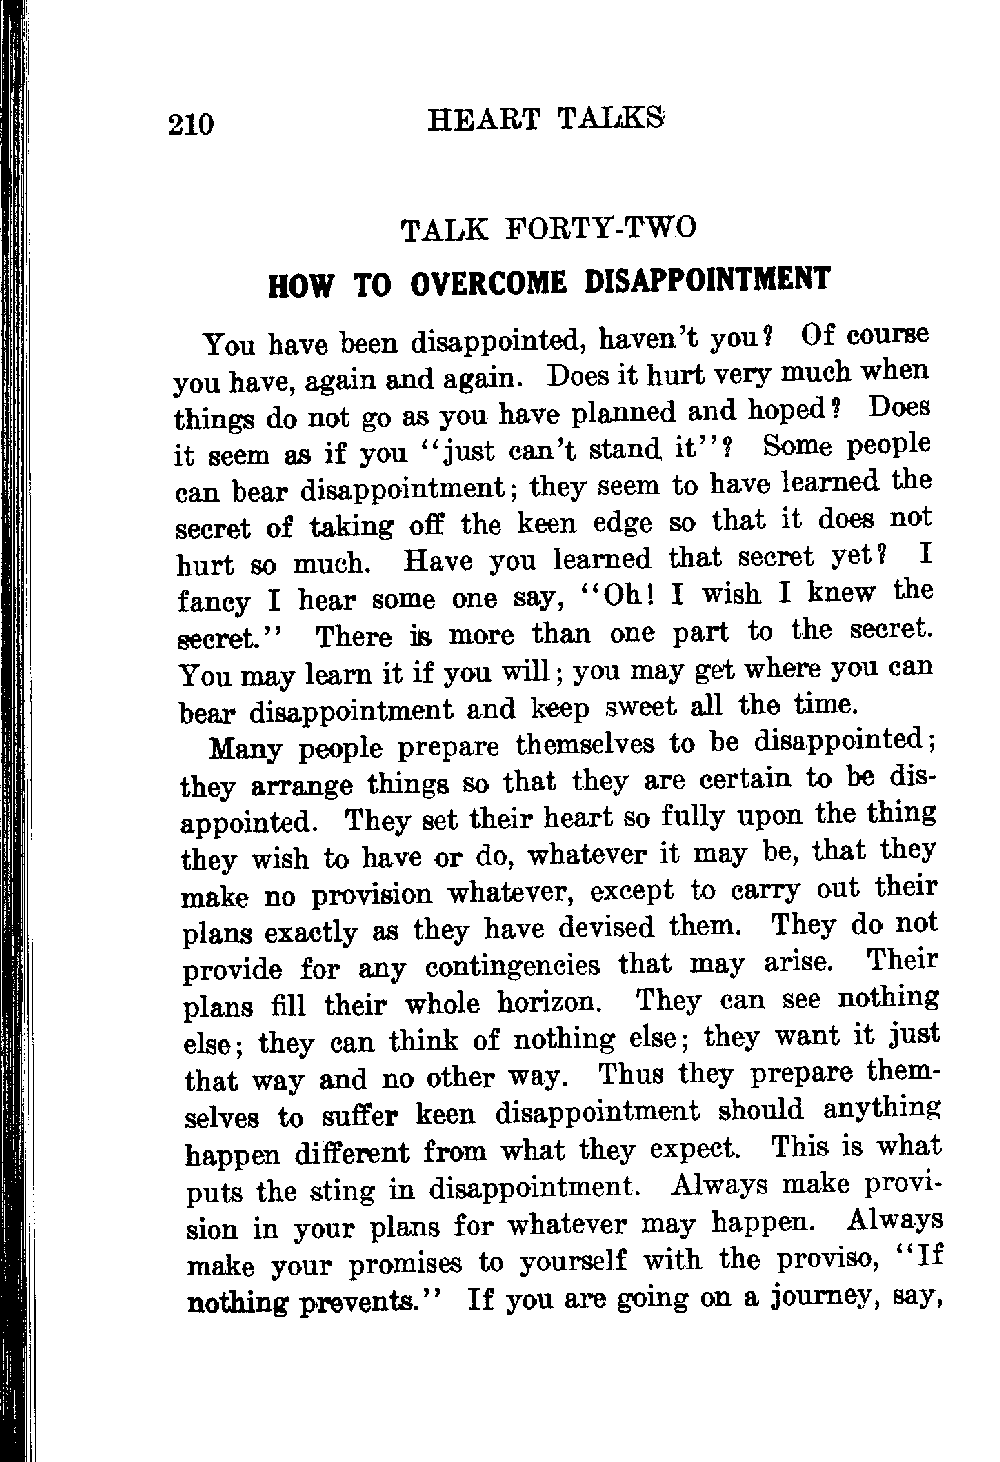 210 HEART TALKS
TALK FORTY-TWO
HOW TO OVERCOME DISAPPOINTMENT
You have been disappointed, haven't you? Of course
you have, again and again. Does it hurt very much when
things do not go as you have planned and hoped? Does
it seem as if you "just can't stand it"? Some people
can bear disappointment; they seem to have learned the
secret of taking off the keen edge so that it does not
hurt so much. Have you learned that secret yet? I
fancy I hear some one say, "Oh! I wish I knew the
secret." There is more than one part to the secret.
You may learn it if you will; you may get where you can
bear disappointment and keep sweet all the time.
Many people prepare themselves to be disappointed;
they arrange things so that they are certain to be dis-
appointed. They set their heart so fully upon the thing
they wish to have or do, whatever it may be, that they
make no provision whatever, except to carry out their
plans exactly as they have devised them. They do not
provide for any contingencies that may arise. Their
plans fill their whole horizon. They can see nothing
else; they can think of nothing else; they want it just
that way and no other way. Thus they prepare them-
selves to suffer keen disappointment should anything
happen different from what they expect. This is what
puts the sting in disappointment. Always make provi-
sion in your plans for whatever may happen. Always
make your promises to yourself with the proviso, "If
nothing prevents." If you are going on a journey, say,